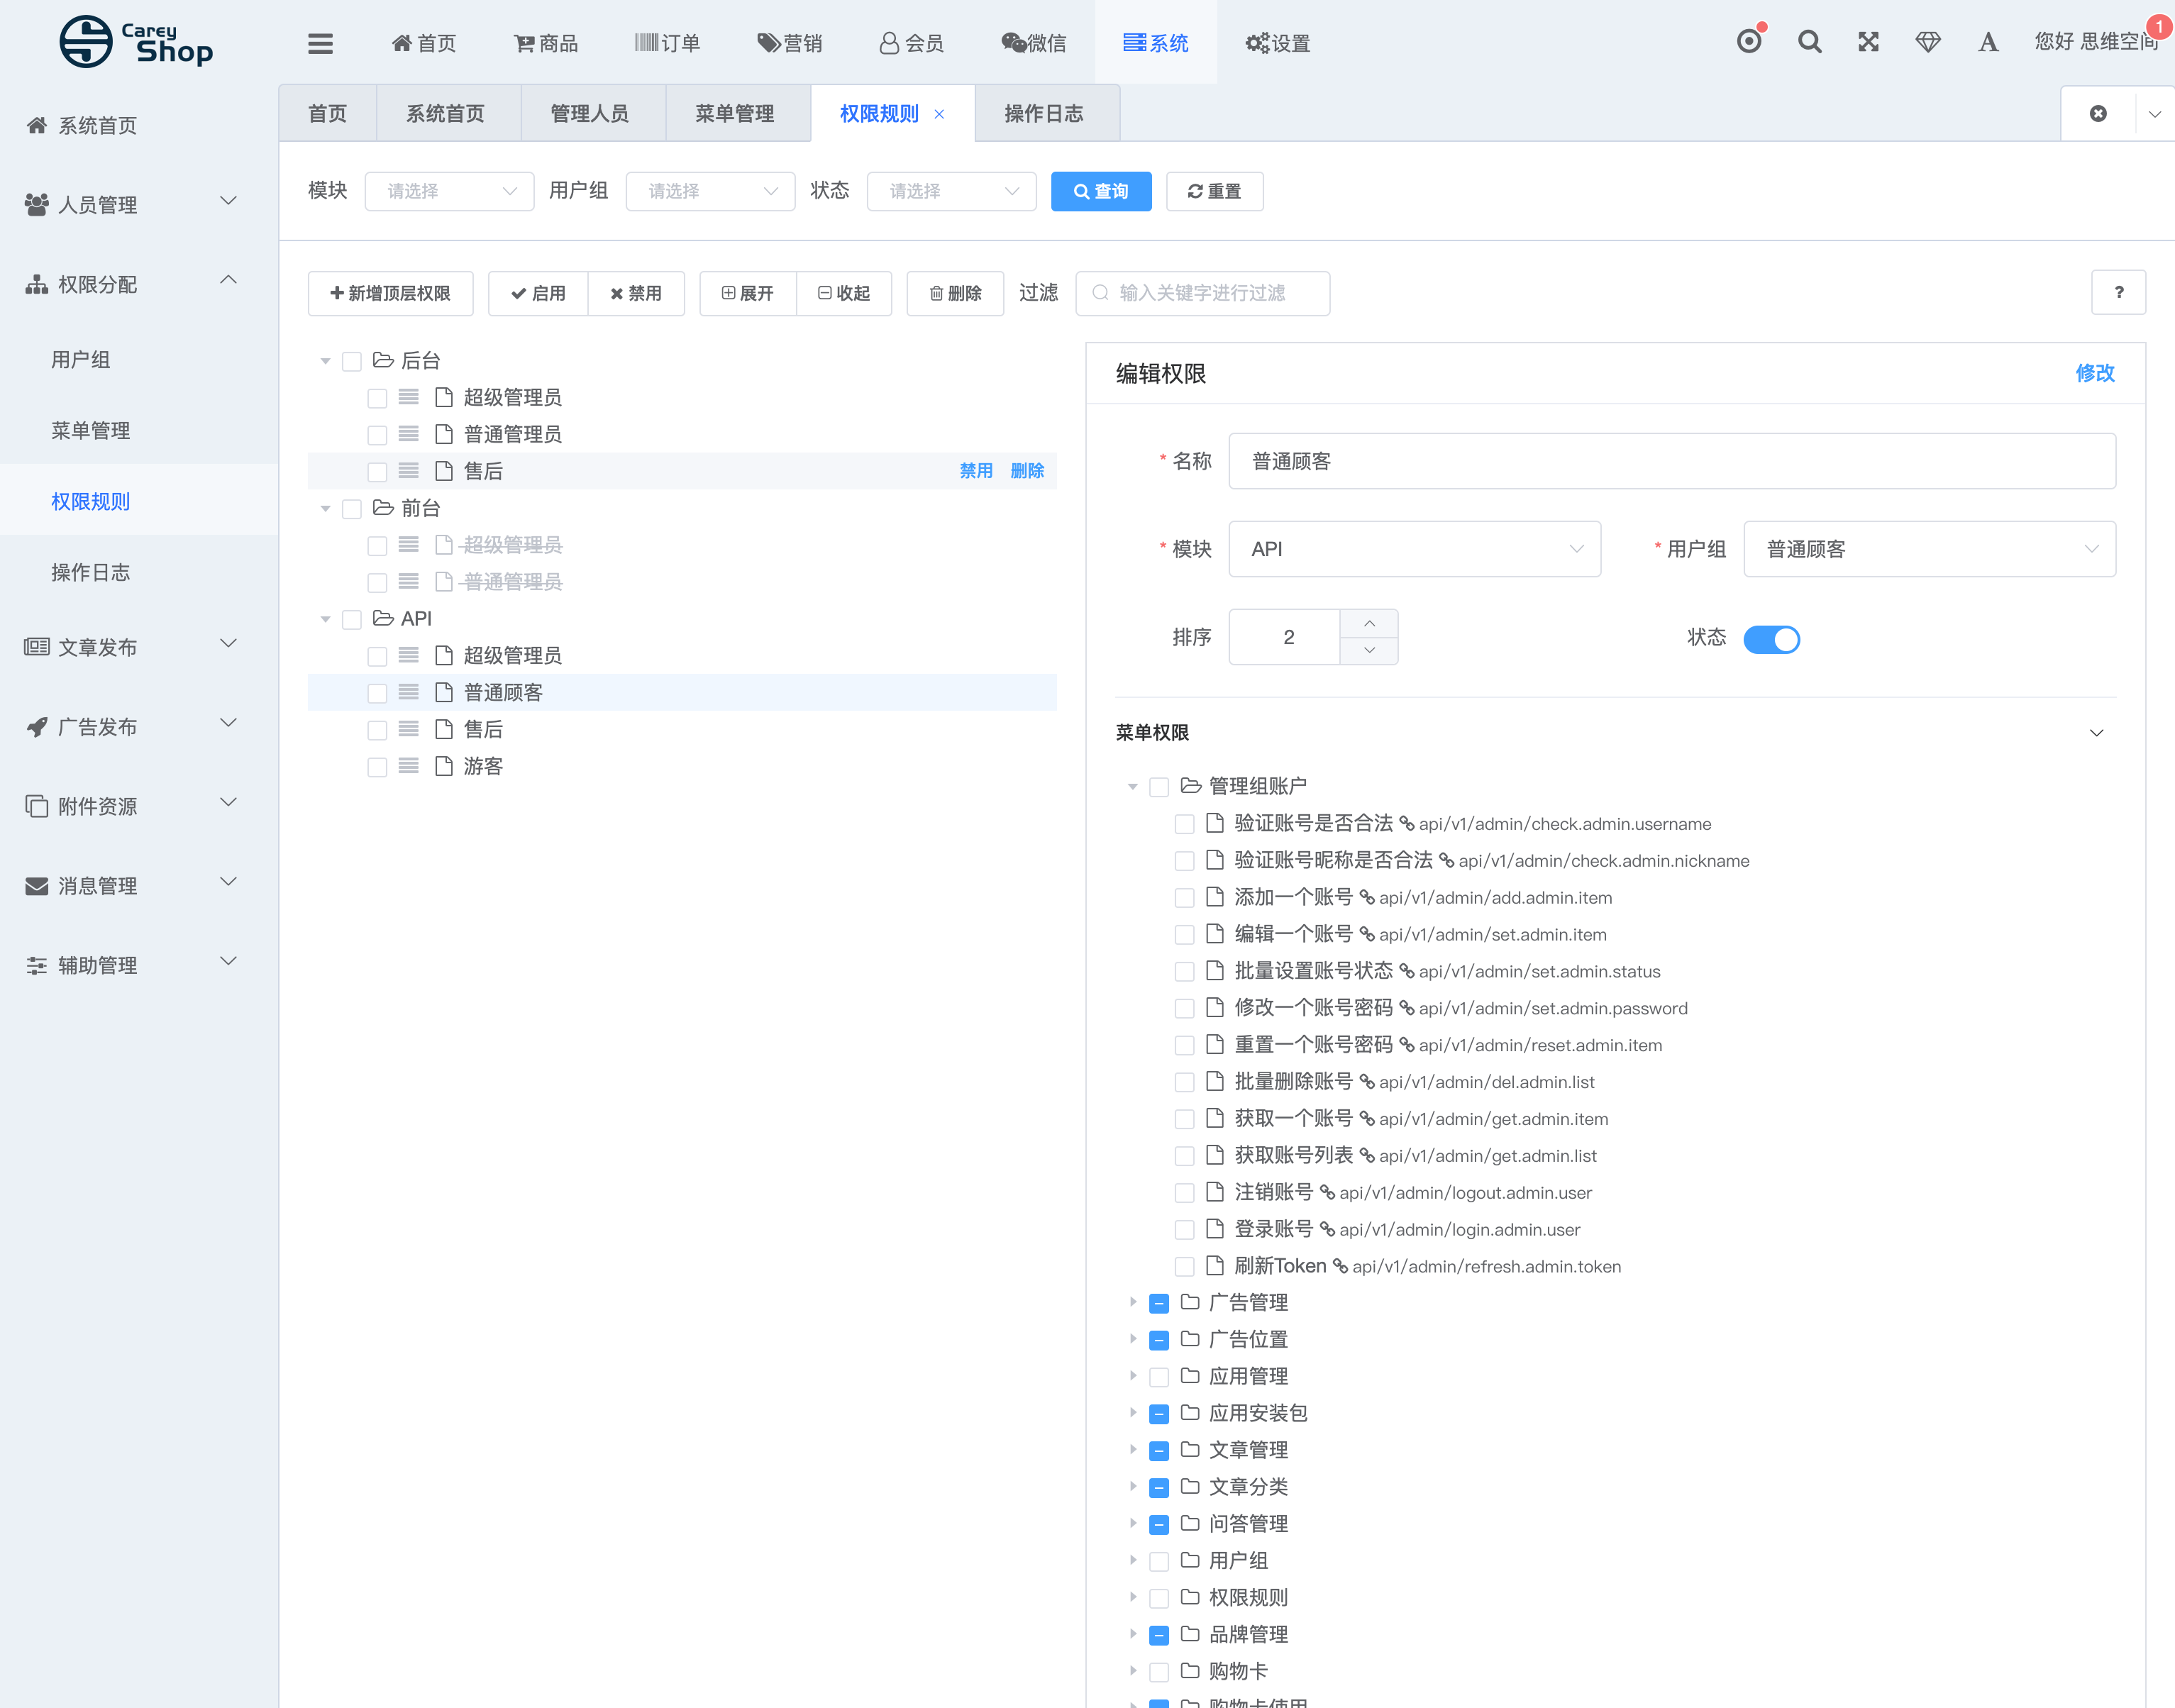 Carey Shop
首页 商品 订单 营销 会员 微信 系统 设置 您好 思维空间 1
首页 系统首页 管理人员 菜单管理 权限规则 操作日志
系统首页
人员管理
权限分配
用户组
菜单管理
权限规则
操作日志
文章发布
广告发布
附件资源
消息管理
辅助管理
模块 请选择 用户组 请选择 状态 请选择 查询 重置
新增顶层权限 启用 禁用 展开 收起 删除 过滤 输入关键字进行过滤 ?
后台
超级管理员
普通管理员
售后 禁用 删除
前台
超级管理员
普通管理员
API
超级管理员
普通顾客
售后
游客
编辑权限 修改
* 名称 普通顾客
* 模块 API * 用户组 普通顾客
排序 2 状态
菜单权限
管理组账户
验证账号是否合法 api/v1/admin/check.admin.username
验证账号昵称是否合法 api/v1/admin/check.admin.nickname
添加一个账号 api/v1/admin/add.admin.item
编辑一个账号 api/v1/admin/set.admin.item
批量设置账号状态 api/v1/admin/set.admin.status
修改一个账号密码 api/v1/admin/set.admin.password
重置一个账号密码 api/v1/admin/reset.admin.item
批量删除账号 api/v1/admin/del.admin.list
获取一个账号 api/v1/admin/get.admin.item
获取账号列表 api/v1/admin/get.admin.list
注销账号 api/v1/admin/logout.admin.user
登录账号 api/v1/admin/login.admin.user
刷新Token api/v1/admin/refresh.admin.token
广告管理
广告位置
应用管理
应用安装包
文章管理
文章分类
问答管理
用户组
权限规则
品牌管理
购物卡
购物卡使用